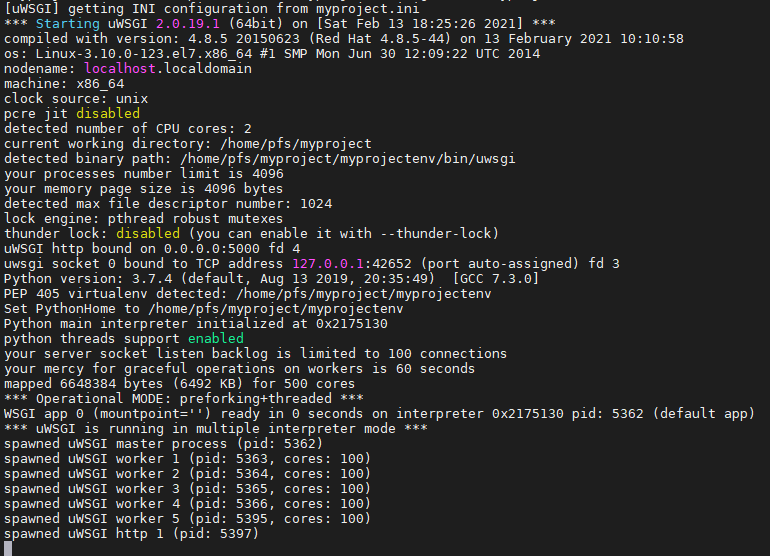 [uWSGI] getting INI configuration from myproject.ini
*** Starting uWSGI 2.0.19.1 (64bit) on [Sat Feb 13 18:25:26 2021] ***
compiled with version: 4.8.5 20150623 (Red Hat 4.8.5-44) on 13 February 2021 10:10:58
os: Linux-3.10.0-123.el7.x86_64 #1 SMP Mon Jun 30 12:09:22 UTC 2014
nodename: localhost.localdomain
machine: x86_64
clock source: unix
pcre jit disabled
detected number of CPU cores: 2
current working directory: /home/pfs/myproject
detected binary path: /home/pfs/myproject/myprojectenv/bin/uwsgi
your processes number limit is 4096
your memory page size is 4096 bytes
detected max file descriptor number: 1024
lock engine: pthread robust mutexes
thunder lock: disabled (you can enable it with --thunder-lock)
uWSGI http bound on 0.0.0.0:5000 fd 4
uwsgi socket 0 bound to TCP address 127.0.0.1:42652 (port auto-assigned) fd 3
Python version: 3.7.4 (default, Aug 13 2019, 20:35:49)  [GCC 7.3.0]
PEP 405 virtualenv detected: /home/pfs/myproject/myprojectenv
Set PythonHome to /home/pfs/myproject/myprojectenv
Python main interpreter initialized at 0x2175130
python threads support enabled
your server socket listen backlog is limited to 100 connections
your mercy for graceful operations on workers is 60 seconds
mapped 6648384 bytes (6492 KB) for 500 cores
*** Operational MODE: preforking+threaded ***
WSGI app 0 (mountpoint='') ready in 0 seconds on interpreter 0x2175130 pid: 5362 (default app)
*** uWSGI is running in multiple interpreter mode ***
spawned uWSGI master process (pid: 5362)
spawned uWSGI worker 1 (pid: 5363, cores: 100)
spawned uWSGI worker 2 (pid: 5364, cores: 100)
spawned uWSGI worker 3 (pid: 5365, cores: 100)
spawned uWSGI worker 4 (pid: 5366, cores: 100)
spawned uWSGI worker 5 (pid: 5395, cores: 100)
spawned uWSGI http 1 (pid: 5397)